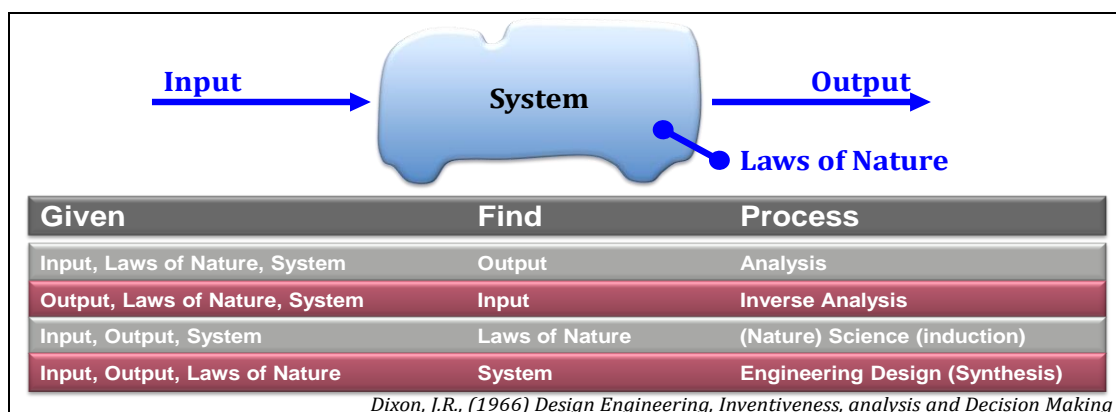 Input
System
Output
Laws of Nature
Given Find Process
Input, Laws of Nature, System Output Analysis
Output, Laws of Nature, System Input Inverse Analysis
Input, Output, System Laws of Nature (Nature) Science (induction)
Input, Output, Laws of Nature System Engineering Design (Synthesis)
Dixon, J.R., (1966) Design Engineering, Inventiveness, analysis and Decision Making